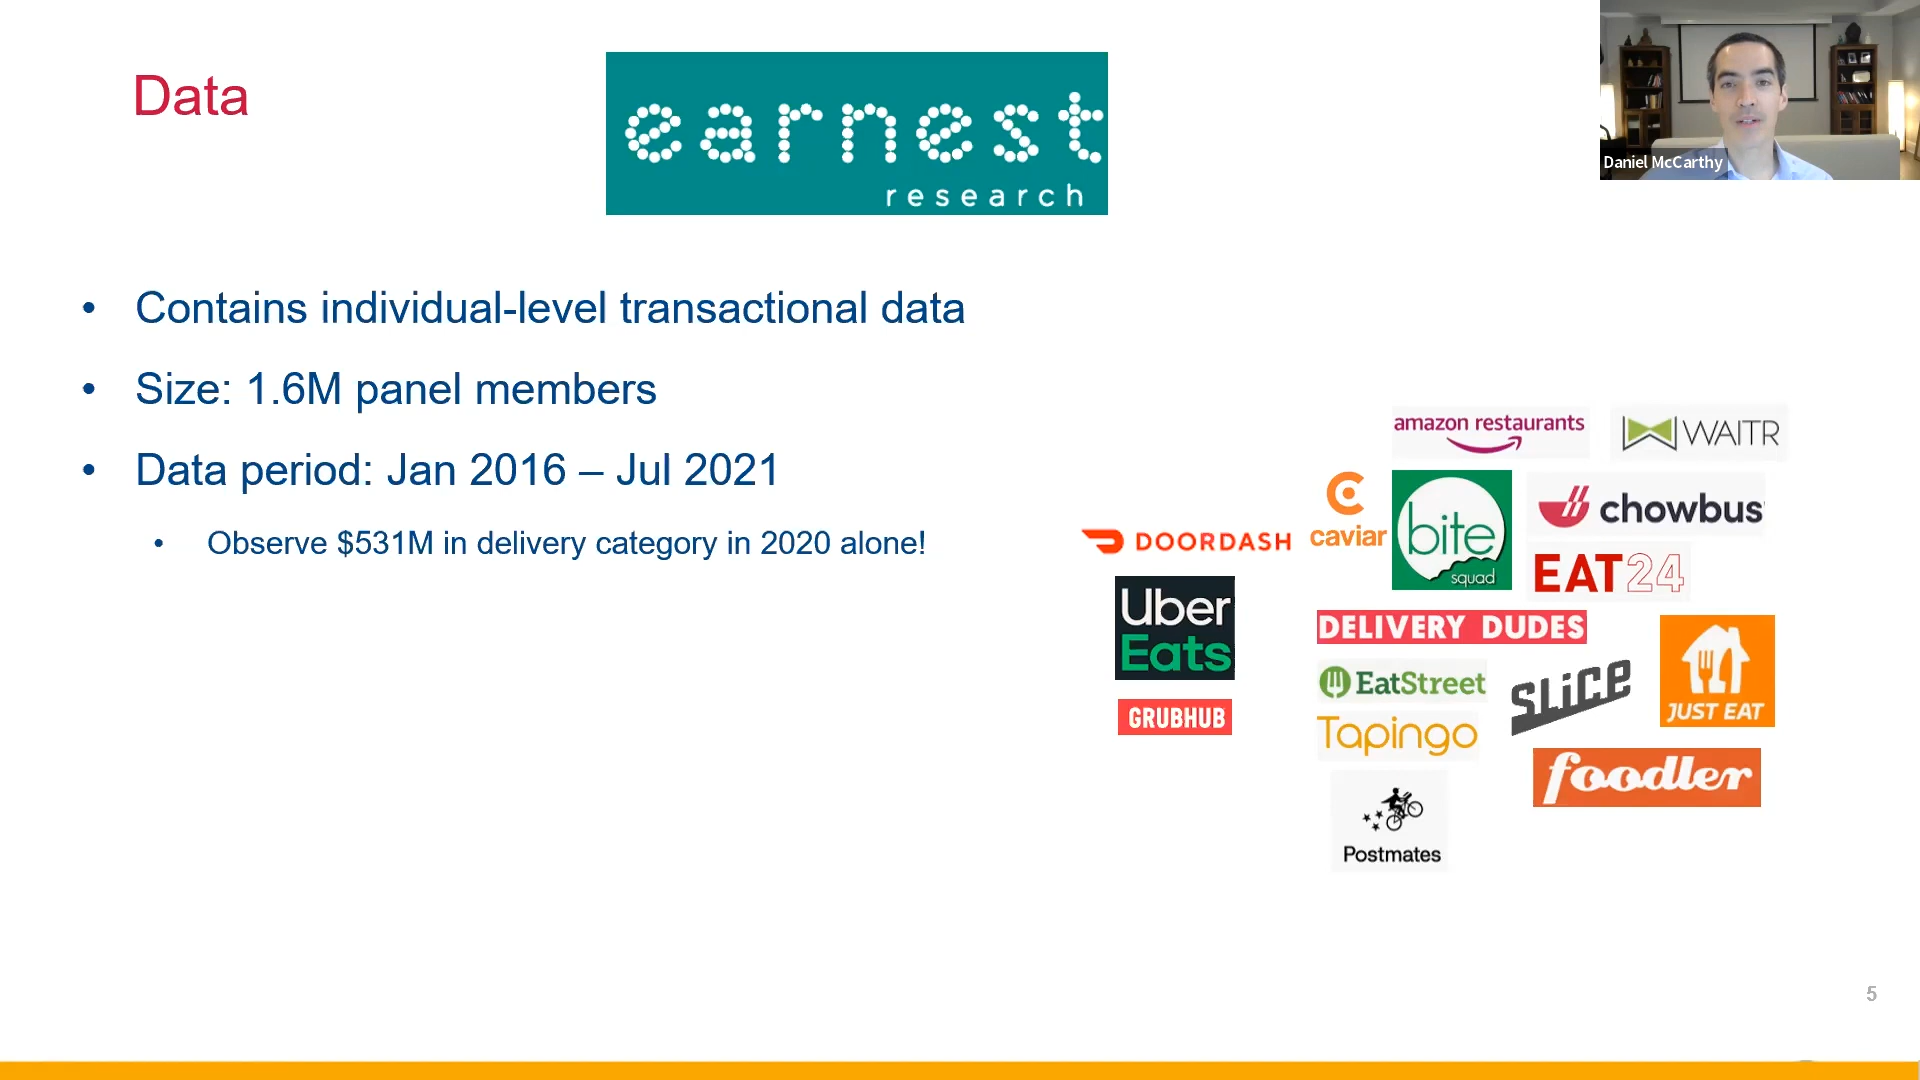 Data
earnest
research
Daniel McCarthy
• Contains individual-level transactional data
• Size: 1.6M panel members
• Data period: Jan 2016 – Jul 2021
• Observe $531M in delivery category in 2020 alone!
amazon restaurants
WAITR
DOORDASH
caviar
bite
squad
chowbus
EAT24
Uber
Eats
GRUBHUB
DELIVERY DUDES
EatStreet
SLICE
JUST EAT
Tapingo
foodler
Postmates
5